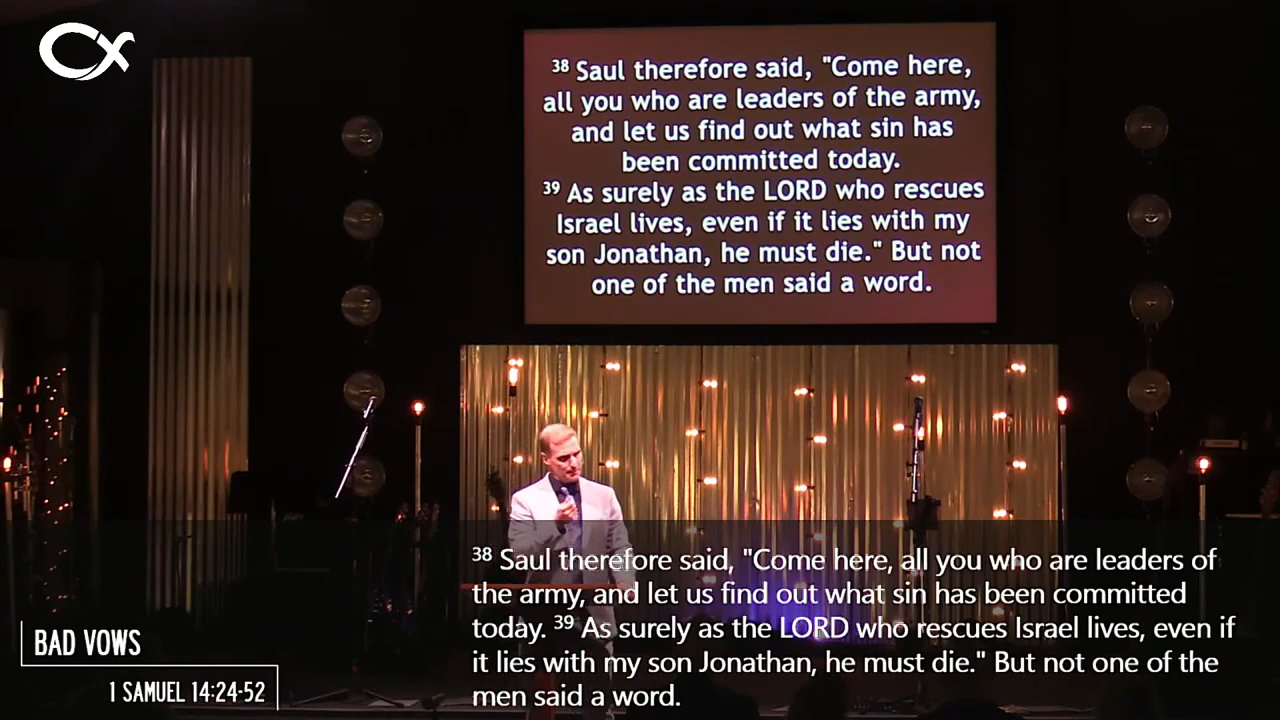 CX
38 Saul therefore said, "Come here,
all you who are leaders of the army,
and let us find out what sin has
been committed today.
39 As surely as the LORD who rescues
Israel lives, even if it lies with my
son Jonathan, he must die." But not
one of the men said a word.
38 Saul therefore said, "Come here, all you who are leaders of
the army, and let us find out what sin has been committed
today. 39 As surely as the LORD who rescues Israel lives, even if
it lies with my son Jonathan, he must die." But not one of the
men said a word.
BAD VOWS
1 SAMUEL 14:24-52